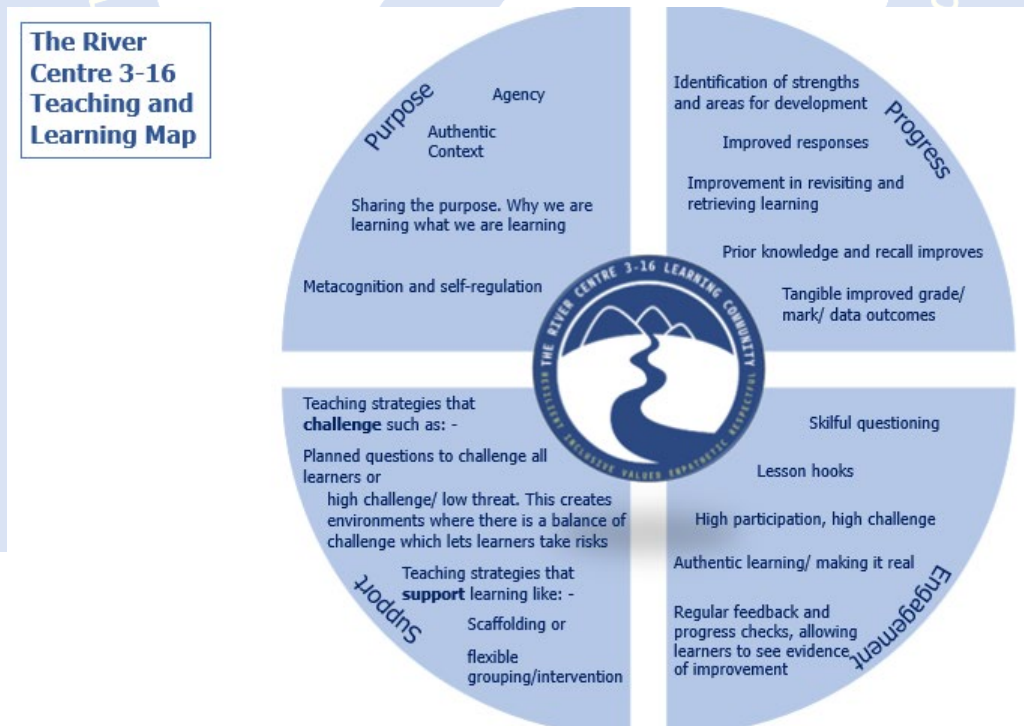 The River
Centre 3-16
Teaching and
Learning Map
Purpose
Agency
Authentic
Context
Sharing the purpose. Why we are
learning what we are learning
Metacognition and self-regulation
Progress
Identification of strengths
and areas for development
Improved responses
Improvement in revisiting and
retrieving learning
Prior knowledge and recall improves
Tangible improved grade/
mark/ data outcomes
THE RIVER CENTRE 3-16 LEARNING COMMUNITY
RESILIENT INCLUSIVE VALUED EMPATHETIC RESPECTFUL
Teaching strategies that
challenge such as: -
Planned questions to challenge all
learners or
high challenge/ low threat. This creates
environments where there is a balance of
challenge which lets learners take risks
Teaching strategies that
support learning like: -
Scaffolding or
flexible
grouping/intervention
Support
Skilful questioning
Lesson hooks
High participation, high challenge
Authentic learning/ making it real
Regular feedback and
progress checks, allowing
learners to see evidence
of improvement
Engagement